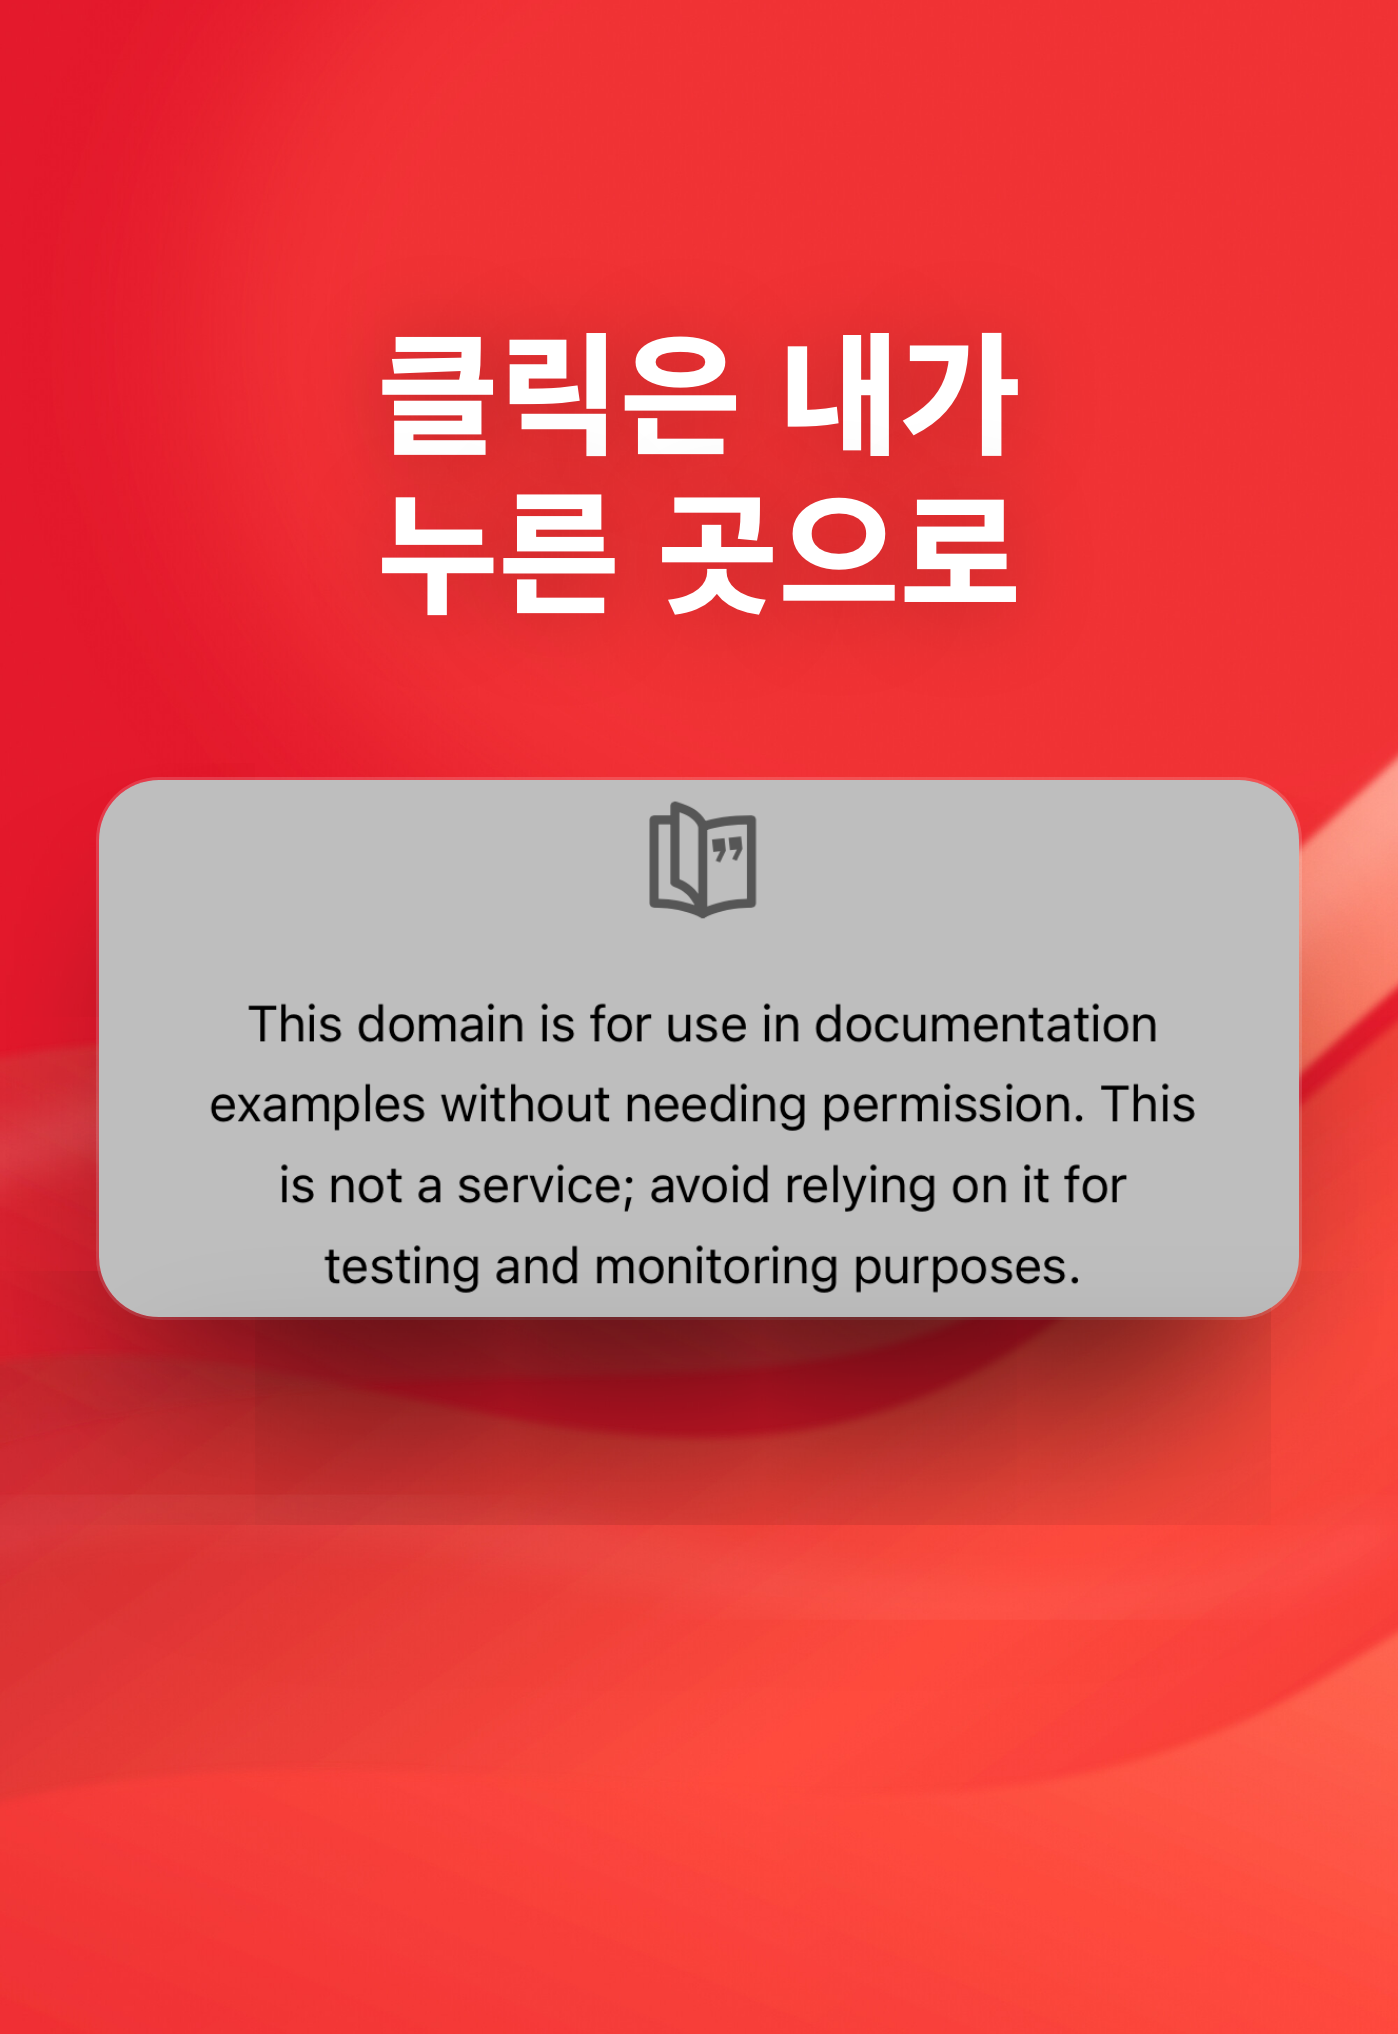 클릭은 내가
누른 곳으로
This domain is for use in documentation
examples without needing permission. This
is not a service; avoid relying on it for
testing and monitoring purposes.